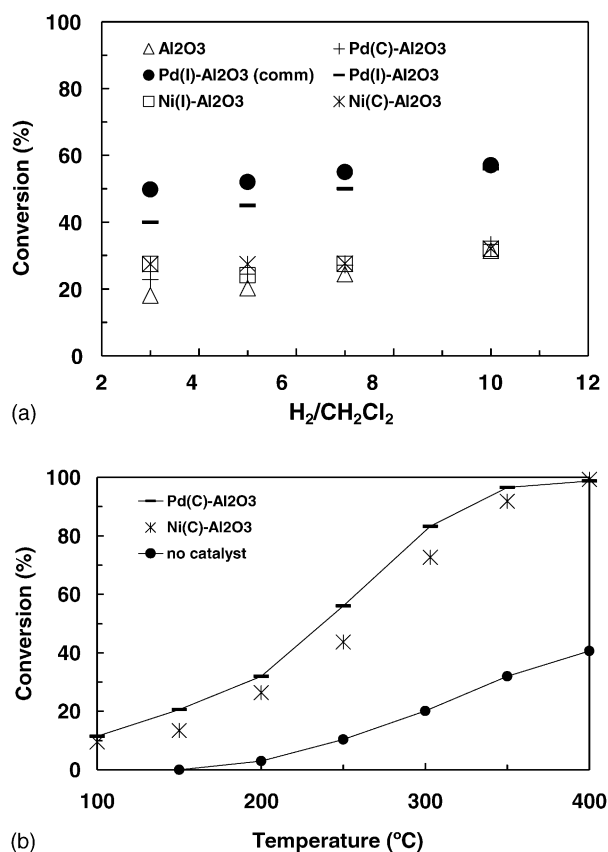 100
80
60
40
20
0
Conversion (%)
Al2O3 Pd(C)-Al2O3
Pd(I)-Al2O3 (comm) Pd(I)-Al2O3
Ni(I)-Al2O3 Ni(C)-Al2O3
2 4 6 8 10 12
(a) H₂/CH₂Cl₂
100
80
60
40
20
0
Conversion (%)
Pd(C)-Al2O3
Ni(C)-Al2O3
no catalyst
100 200 300 400
(b) Temperature (°C)